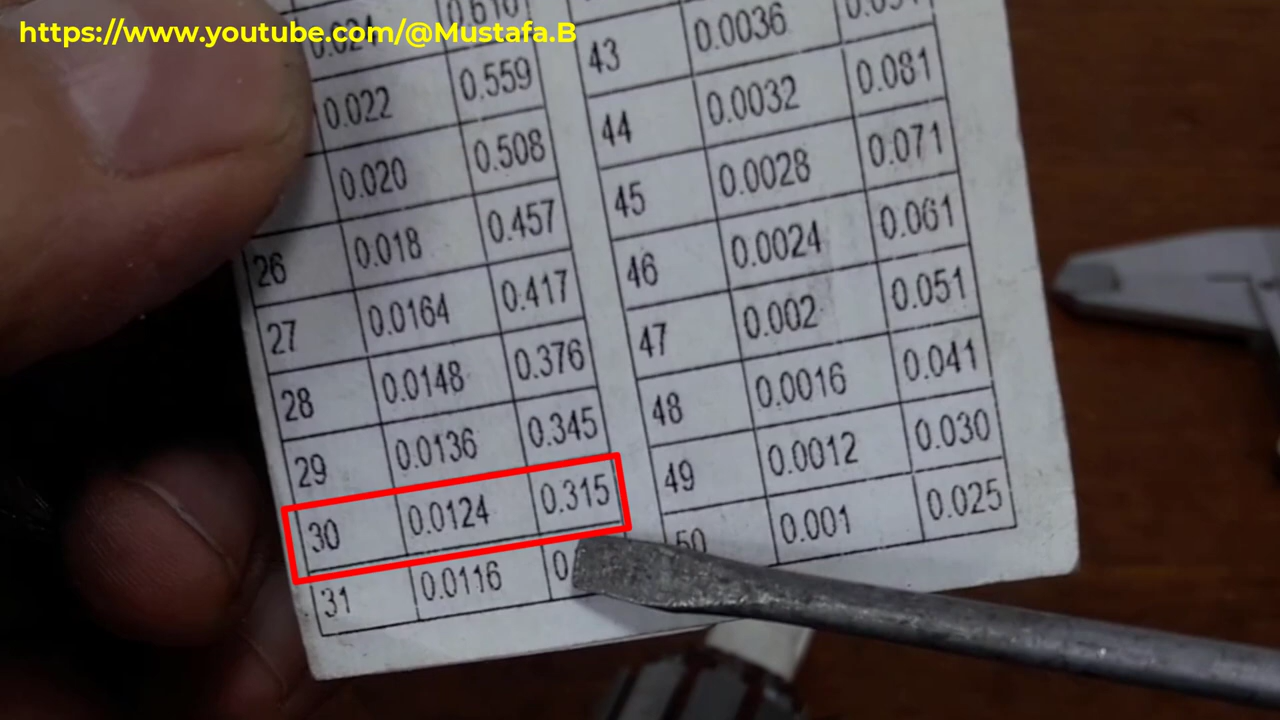 https://www.youtube.com/@Mustafa.B
0.024 0.610
0.022 0.559
0.020 0.508
26 0.018 0.457
27 0.0164 0.417
28 0.0148 0.376
29 0.0136 0.345
30 0.0124 0.315
31 0.0116
43 0.0036
44 0.0032 0.081
45 0.0028 0.071
46 0.0024 0.061
47 0.002 0.051
48 0.0016 0.041
49 0.0012 0.030
50 0.001 0.025